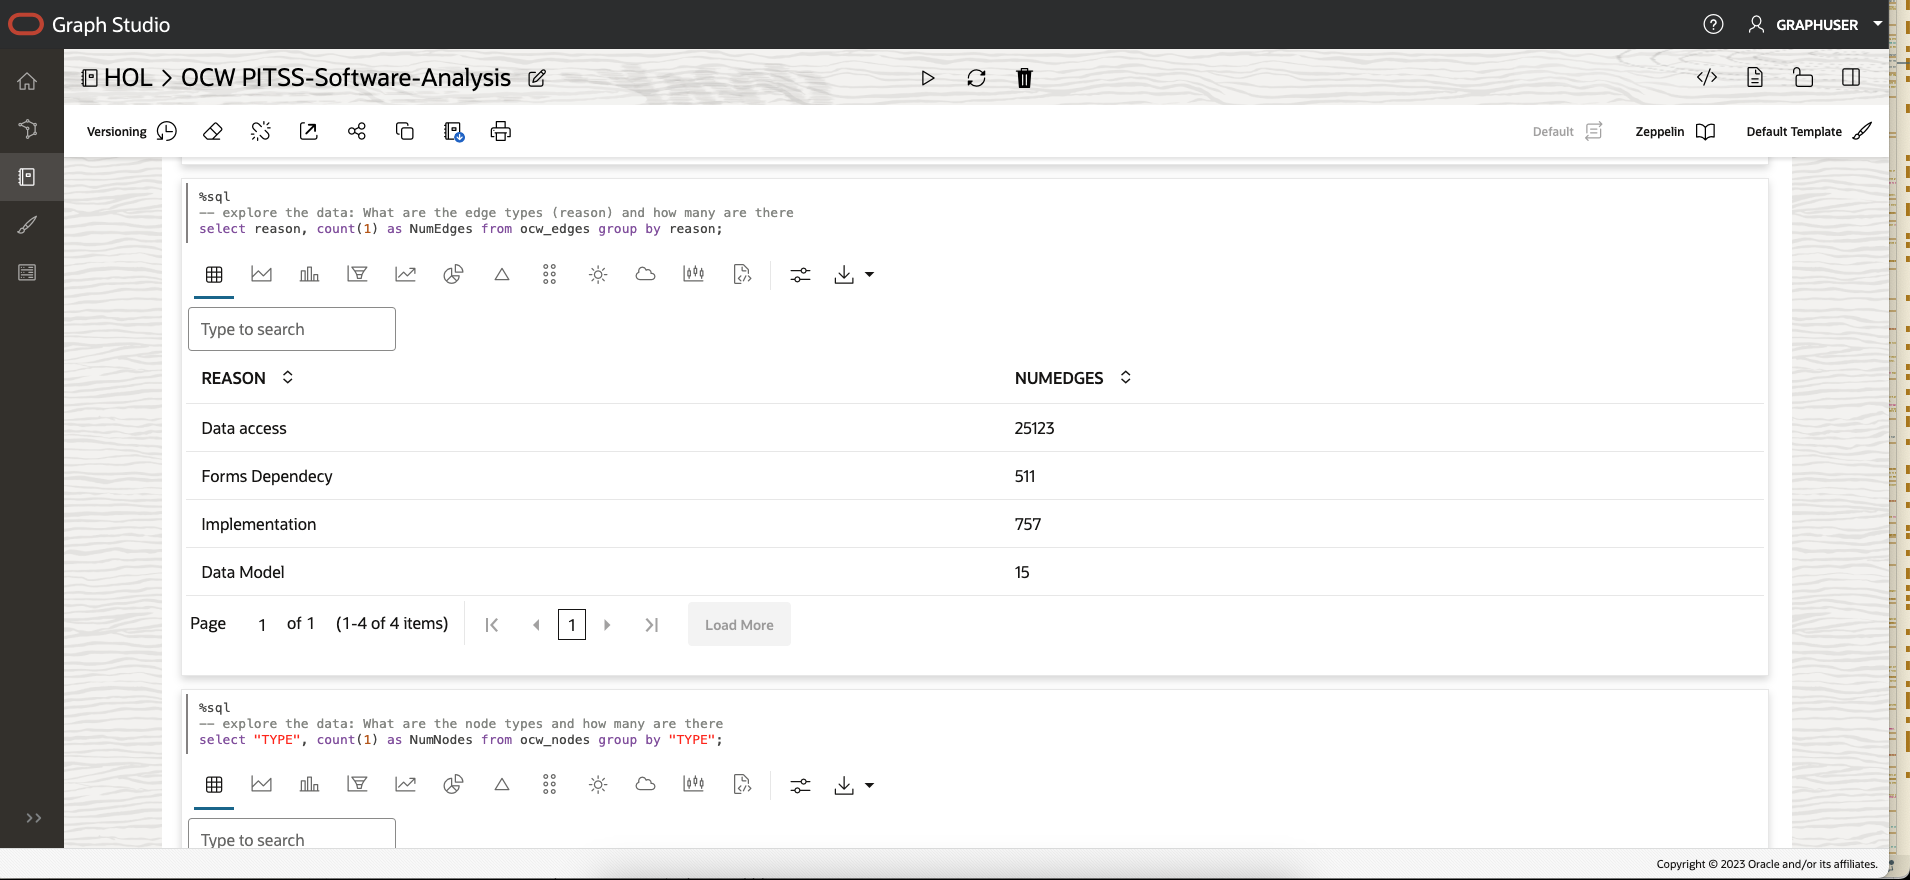 Graph Studio
GRAPHUSER
HOL > OCW PITSS-Software-Analysis
Versioning
Default
Zeppelin
Default Template
%sql
-- explore the data: What are the edge types (reason) and how many are there
select reason, count(1) as NumEdges from ocw_edges group by reason;
Type to search
REASON NUMEDGES
Data access 25123
Forms Dependecy 511
Implementation 757
Data Model 15
Page 1 of 1 (1-4 of 4 items) 1 Load More
%sql
-- explore the data: What are the node types and how many are there
select "TYPE", count(1) as NumNodes from ocw_nodes group by "TYPE";
Type to search
Copyright © 2023 Oracle and/or its affiliates.